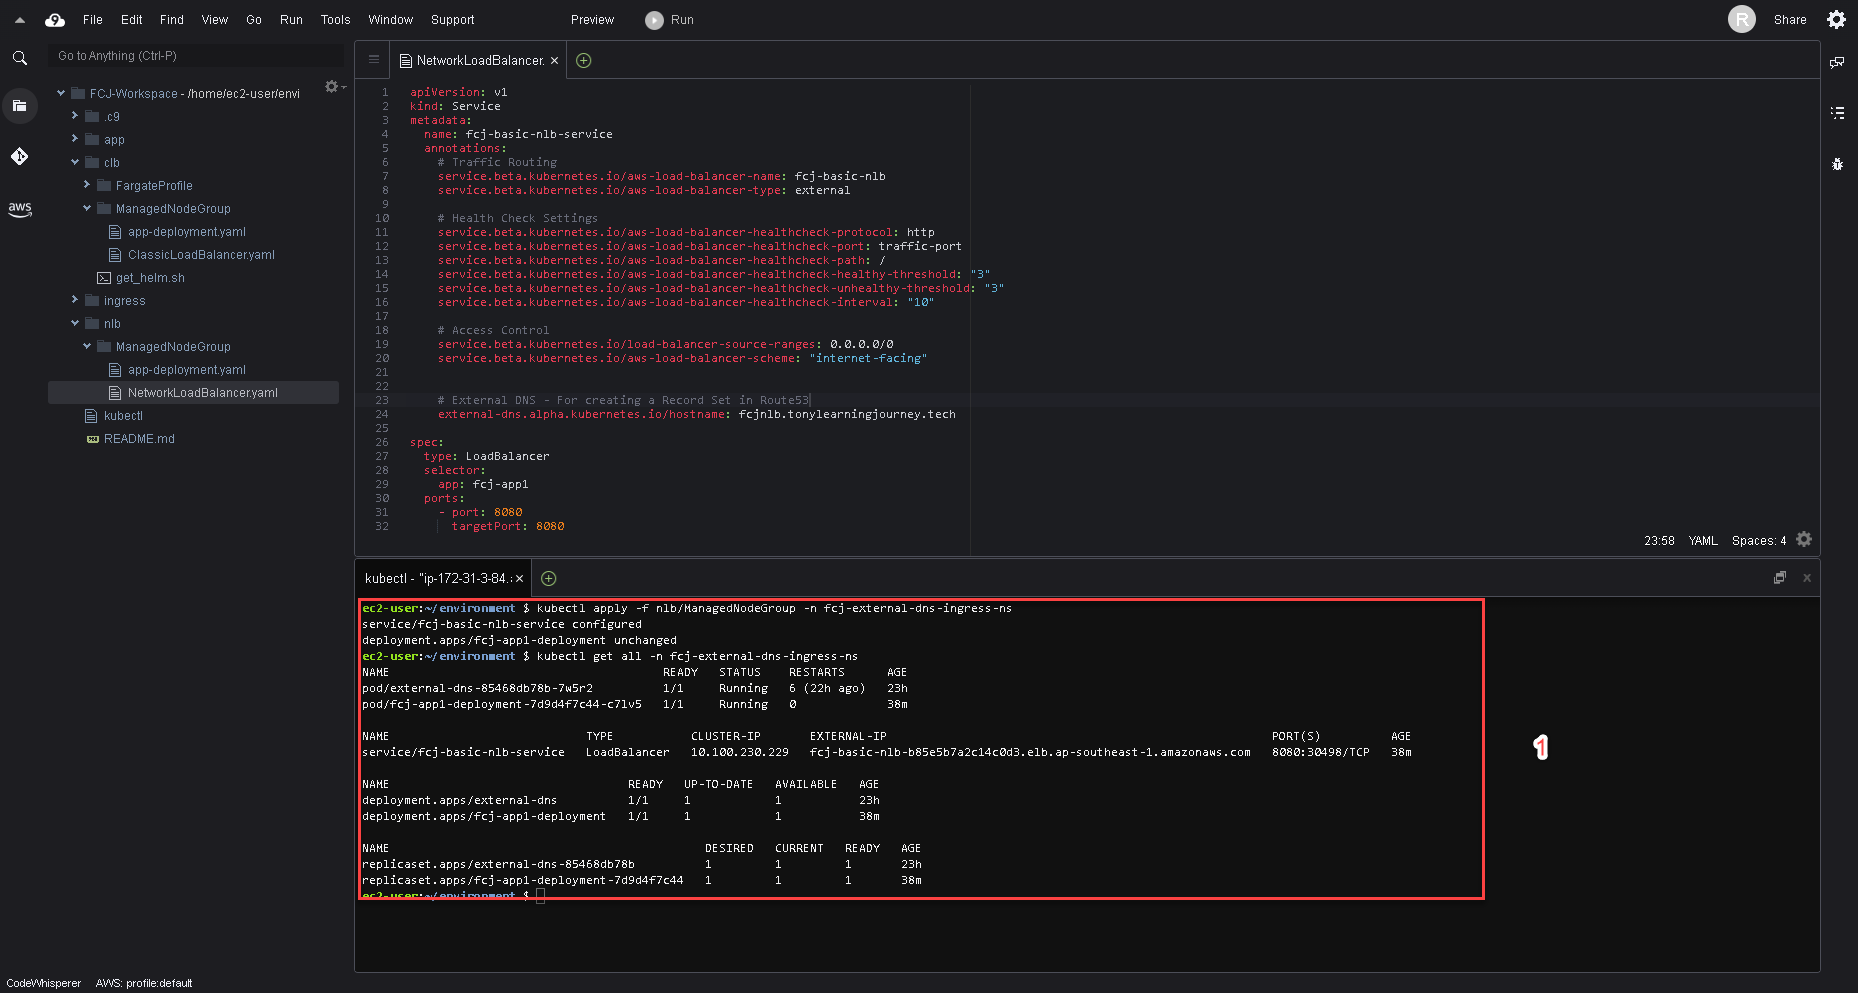 File Edit Find View Go Run Tools Window Support Preview Run
R Share
Go to Anything (Ctrl-P)
FCJ-Workspace - /home/ec2-user/envi
.c9
app
clb
FargateProfile
ManagedNodeGroup
app-deployment.yaml
ClassicLoadBalancer.yaml
get_helm.sh
ingress
nlb
ManagedNodeGroup
app-deployment.yaml
NetworkLoadBalancer.yaml
kubectl
README.md
aws
NetworkLoadBalancer.
1 apiVersion: v1
2 kind: Service
3 metadata:
4 name: fcj-basic-nlb-service
5 annotations:
6 # Traffic Routing
7 service.beta.kubernetes.io/aws-load-balancer-name: fcj-basic-nlb
8 service.beta.kubernetes.io/aws-load-balancer-type: external
9
10 # Health Check Settings
11 service.beta.kubernetes.io/aws-load-balancer-healthcheck-protocol: http
12 service.beta.kubernetes.io/aws-load-balancer-healthcheck-port: traffic-port
13 service.beta.kubernetes.io/aws-load-balancer-healthcheck-path: /
14 service.beta.kubernetes.io/aws-load-balancer-healthcheck-healthy-threshold: "3"
15 service.beta.kubernetes.io/aws-load-balancer-healthcheck-unhealthy-threshold: "3"
16 service.beta.kubernetes.io/aws-load-balancer-healthcheck-interval: "10"
17
18 # Access Control
19 service.beta.kubernetes.io/load-balancer-source-ranges: 0.0.0.0/0
20 service.beta.kubernetes.io/aws-load-balancer-scheme: "internet-facing"
21
22
23 # External DNS - For creating a Record Set in Route53
24 external-dns.alpha.kubernetes.io/hostname: fcjnlb.tonylearningjourney.tech
25
26 spec:
27 type: LoadBalancer
28 selector:
29 app: fcj-app1
30 ports:
31 - port: 8080
32 targetPort: 8080
23:58 YAML Spaces: 4
kubectl - "ip-172-31-3-84.
ec2-user:~/environment $ kubectl apply -f nlb/ManagedNodeGroup -n fcj-external-dns-ingress-ns
service/fcj-basic-nlb-service configured
deployment.apps/fcj-app1-deployment unchanged
ec2-user:~/environment $ kubectl get all -n fcj-external-dns-ingress-ns
NAME READY STATUS RESTARTS AGE
pod/external-dns-85468db78b-7w5r2 1/1 Running 6 (22h ago) 23h
pod/fcj-app1-deployment-7d9d4f7c44-c7lv5 1/1 Running 0 38m
NAME TYPE CLUSTER-IP EXTERNAL-IP PORT(S) AGE
service/fcj-basic-nlb-service LoadBalancer 10.100.230.229 fcj-basic-nlb-b85e5b7a2c14c0d3.elb.ap-southeast-1.amazonaws.com 8080:30498/TCP 38m
NAME READY UP-TO-DATE AVAILABLE AGE
deployment.apps/external-dns 1/1 1 1 23h
deployment.apps/fcj-app1-deployment 1/1 1 1 38m
NAME DESIRED CURRENT READY AGE
replicaset.apps/external-dns-85468db78b 1 1 1 23h
replicaset.apps/fcj-app1-deployment-7d9d4f7c44 1 1 1 38m
ec2-user:~/environment $
1
CodeWhisperer AWS: profile:default